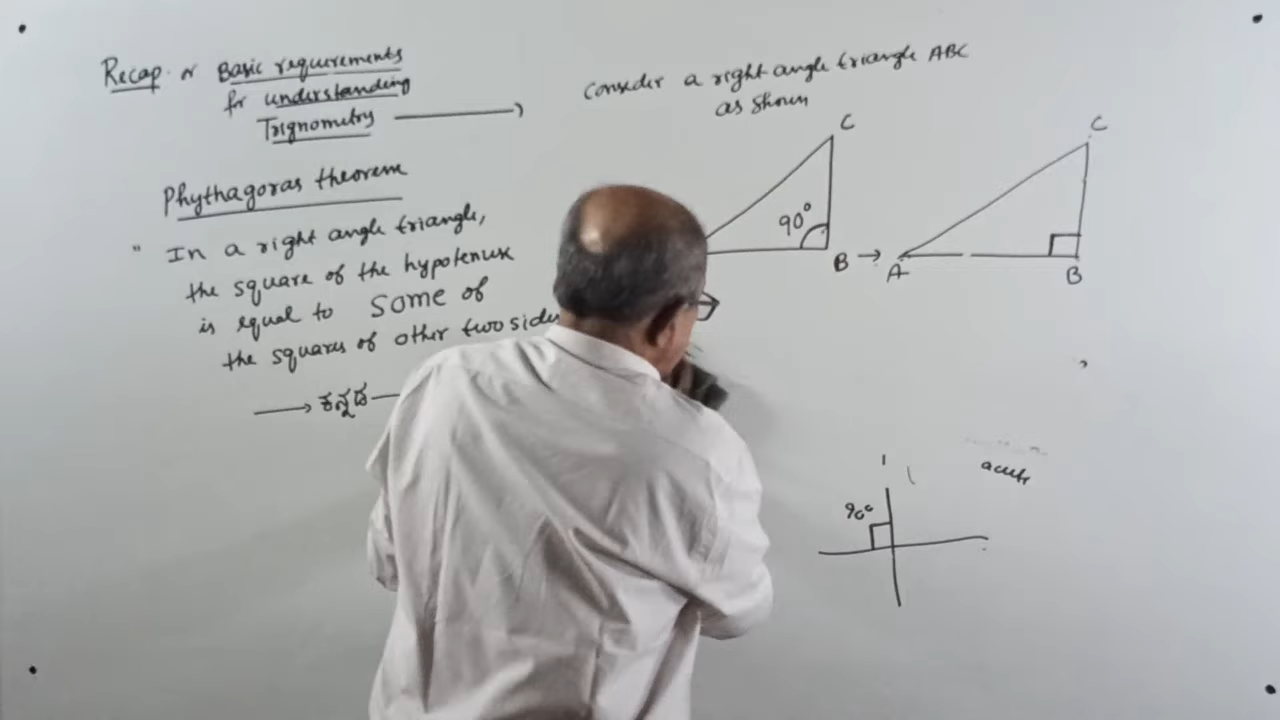 Recap or Basic requirements
for understanding
Trignometry
Phythagoras theorem
" In a right angle triangle,
the square of the hypotenuse
is equal to some of
the squares of other two sides
ಕನ್ನಡ
Consider a right angle triangle ABC
as shown
C
90°
B
C
A
B
90°
acute